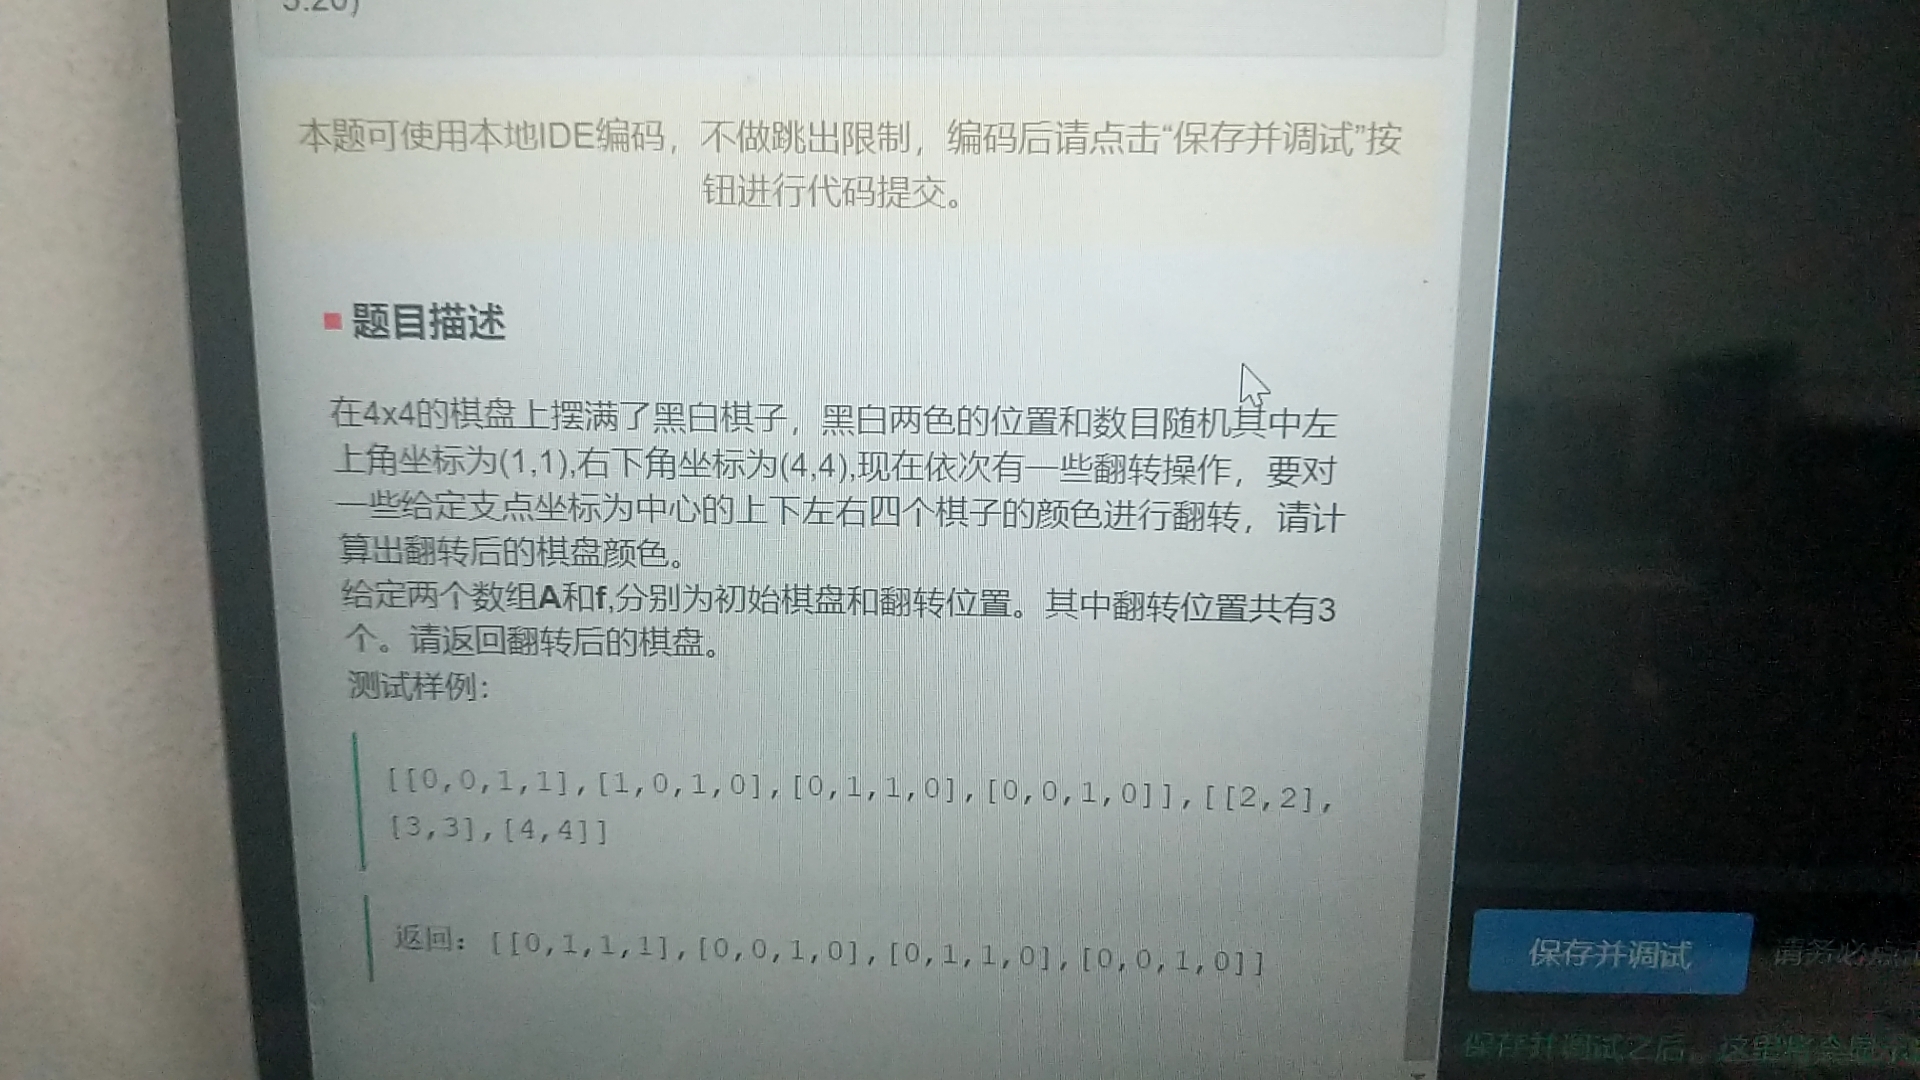 3.20)
本题可使用本地IDE编码，不做跳出限制，编码后请点击“保存并调试”按
钮进行代码提交。
题目描述
在4x4的棋盘上摆满了黑白棋子，黑白两色的位置和数目随机其中左
上角坐标为(1,1),右下角坐标为(4,4),现在依次有一些翻转操作，要对
一些给定支点坐标为中心的上下左右四个棋子的颜色进行翻转，请计
算出翻转后的棋盘颜色。
给定两个数组A和f,分别为初始棋盘和翻转位置。其中翻转位置共有3
个。请返回翻转后的棋盘。
测试样例：
[[0,0,1,1],[1,0,1,0],[0,1,1,0],[0,0,1,0]],[[2,2],
[3,3],[4,4]]
返回：[[0,1,1,1],[0,0,1,0],[0,1,1,0],[0,0,1,0]]
保存并调试
请务必点
保存并调试之后，这里将会显示